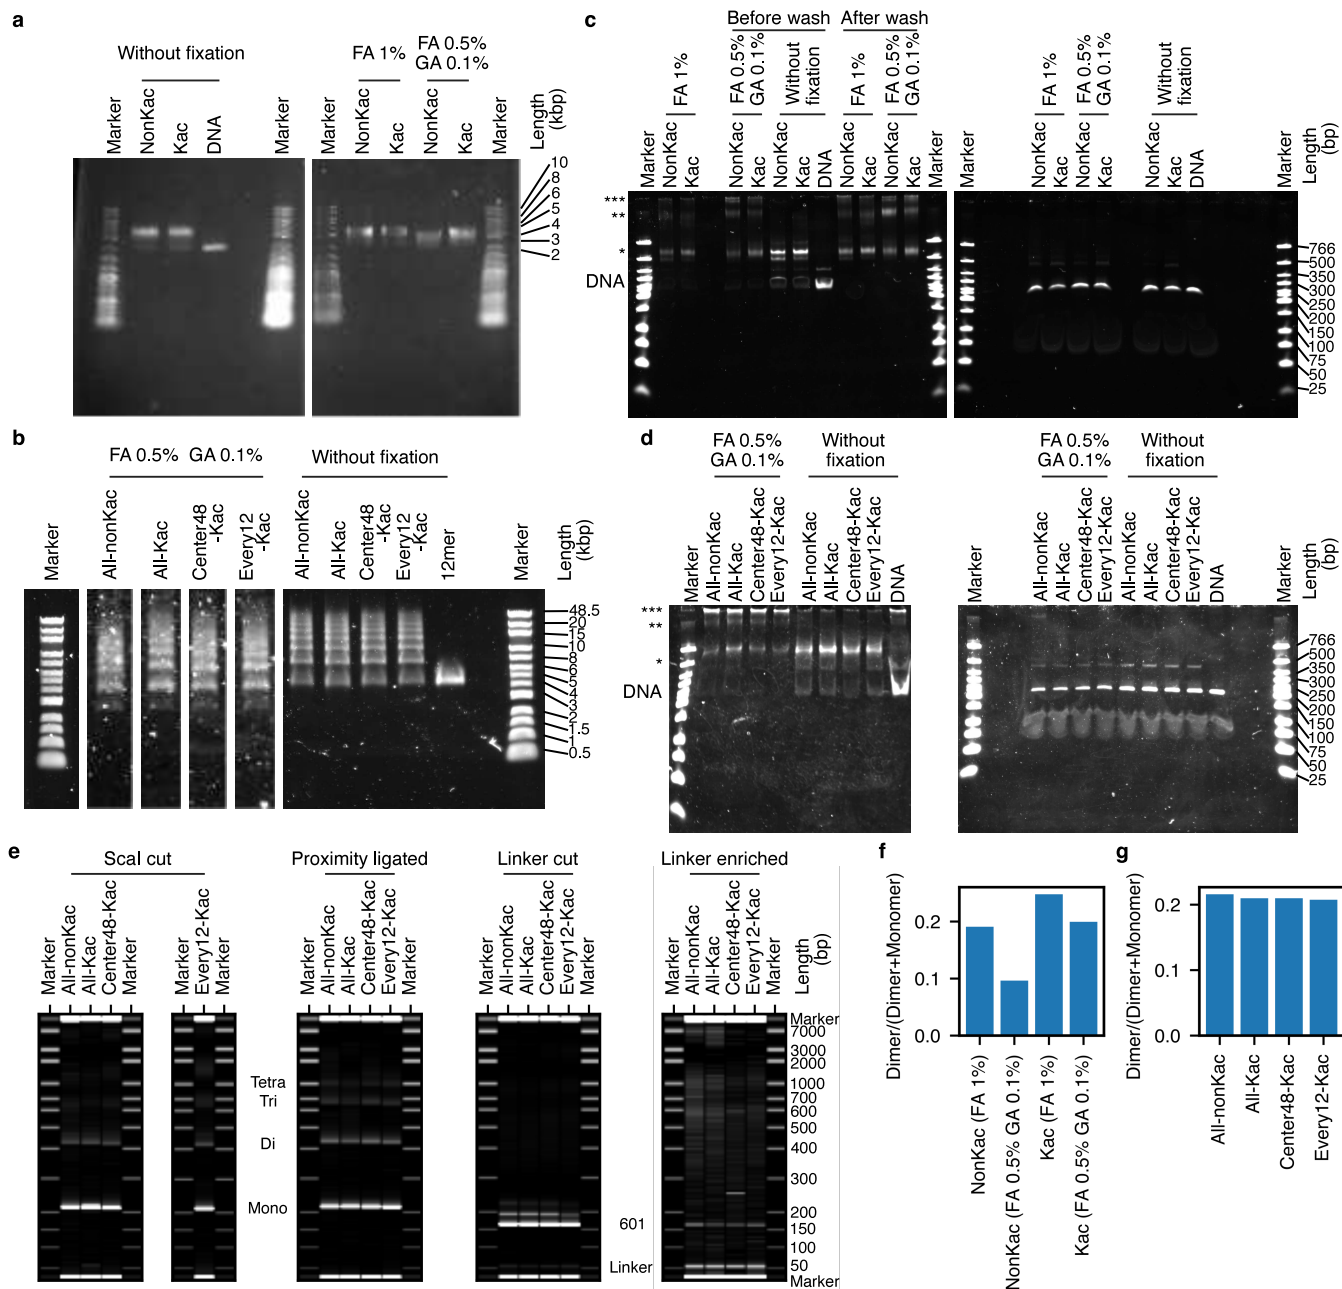 a
Without fixation
FA 1%
FA 0.5%
GA 0.1%
Marker
NonKac
Kac
DNA
Marker
Marker
NonKac
Kac
NonKac
Kac
Marker
Length
(kbp)
10
8
6
5
4
3
2
b
FA 0.5% GA 0.1%
Without fixation
Marker
All-nonKac
All-Kac
Center48
-Kac
Every12
-Kac
All-nonKac
All-Kac
Center48
-Kac
Every12
-Kac
12mer
Marker
Length
(kbp)
48.5
20
15
10
8
6
5
4
3
2
1.5
1
0.5
c
Before wash
After wash
FA 1%
FA 0.5%
GA 0.1%
Without
fixation
FA 1%
FA 0.5%
GA 0.1%
FA 1%
FA 0.5%
GA 0.1%
Without
fixation
Marker
NonKac
Kac
NonKac
Kac
NonKac
Kac
DNA
NonKac
Kac
NonKac
Kac
Marker
Marker
NonKac
Kac
NonKac
Kac
NonKac
Kac
DNA
Marker
Length
(bp)
***
**
*
DNA
766
500
350
300
250
200
150
100
75
50
25
d
FA 0.5%
GA 0.1%
Without
fixation
FA 0.5%
GA 0.1%
Without
fixation
Marker
All-nonKac
All-Kac
Center48-Kac
Every12-Kac
All-nonKac
All-Kac
Center48-Kac
Every12-Kac
DNA
Marker
All-nonKac
All-Kac
Center48-Kac
Every12-Kac
All-nonKac
All-Kac
Center48-Kac
Every12-Kac
DNA
Marker
Length
(bp)
***
**
*
DNA
766
500
350
300
250
200
150
100
75
50
25
e
ScaI cut
Proximity ligated
Linker cut
Linker enriched
Marker
All-nonKac
All-Kac
Center48-Kac
Marker
Marker
Every12-Kac
Marker
Marker
All-nonKac
All-Kac
Center48-Kac
Every12-Kac
Marker
Marker
All-nonKac
All-Kac
Center48-Kac
Every12-Kac
Marker
Marker
All-nonKac
All-Kac
Center48-Kac
Every12-Kac
Marker
Length
(bp)
Tetra
Tri
Di
Mono
601
Linker
Marker
7000
3000
2000
1000
700
600
500
400
300
200
150
100
50
Marker
f
Dimer/(Dimer+Monomer)
0.2
0.1
0.0
NonKac (FA 1%)
NonKac (FA 0.5% GA 0.1%)
Kac (FA 1%)
Kac (FA 0.5% GA 0.1%)
g
Dimer/(Dimer+Monomer)
0.2
0.1
0.0
All-nonKac
All-Kac
Center48-Kac
Every12-Kac